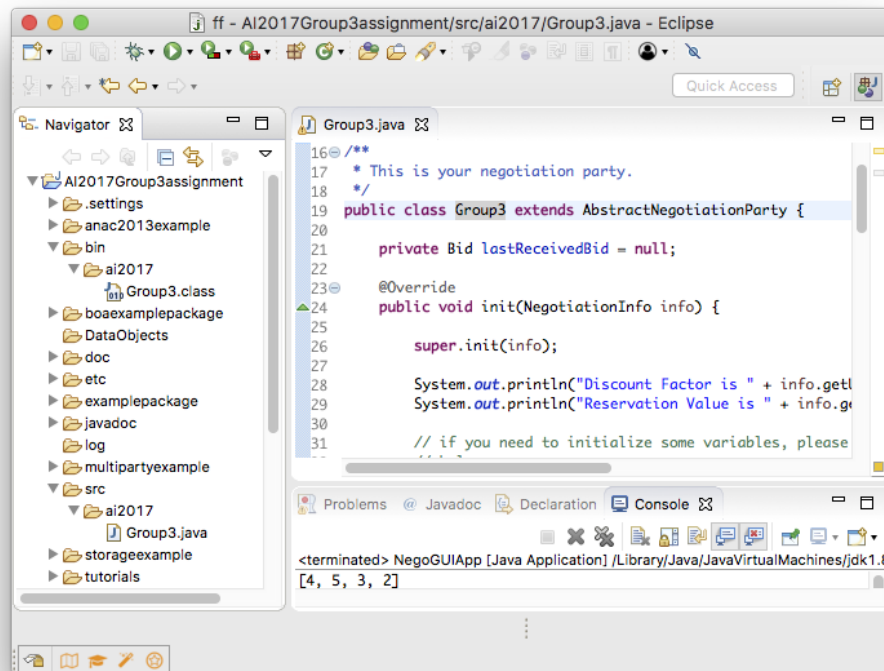 ff - AI2017Group3assignment/src/ai2017/Group3.java - Eclipse
Quick Access
Navigator
AI2017Group3assignment
.settings
anac2013example
bin
ai2017
Group3.class
boaexamplepackage
DataObjects
doc
etc
examplepackage
javadoc
log
multipartyexample
src
ai2017
Group3.java
storageexample
tutorials
Group3.java
16 /**
17 * This is your negotiation party.
18 */
19 public class Group3 extends AbstractNegotiationParty {
20
21 private Bid lastReceivedBid = null;
22
23 @Override
24 public void init(NegotiationInfo info) {
25
26 super.init(info);
27
28 System.out.println("Discount Factor is " + info.getU
29 System.out.println("Reservation Value is " + info.ge
30
31 // if you need to initialize some variables, please
Problems @ Javadoc Declaration Console
<terminated> NegoGUIApp [Java Application] /Library/Java/JavaVirtualMachines/jdk1.8
[4, 5, 3, 2]